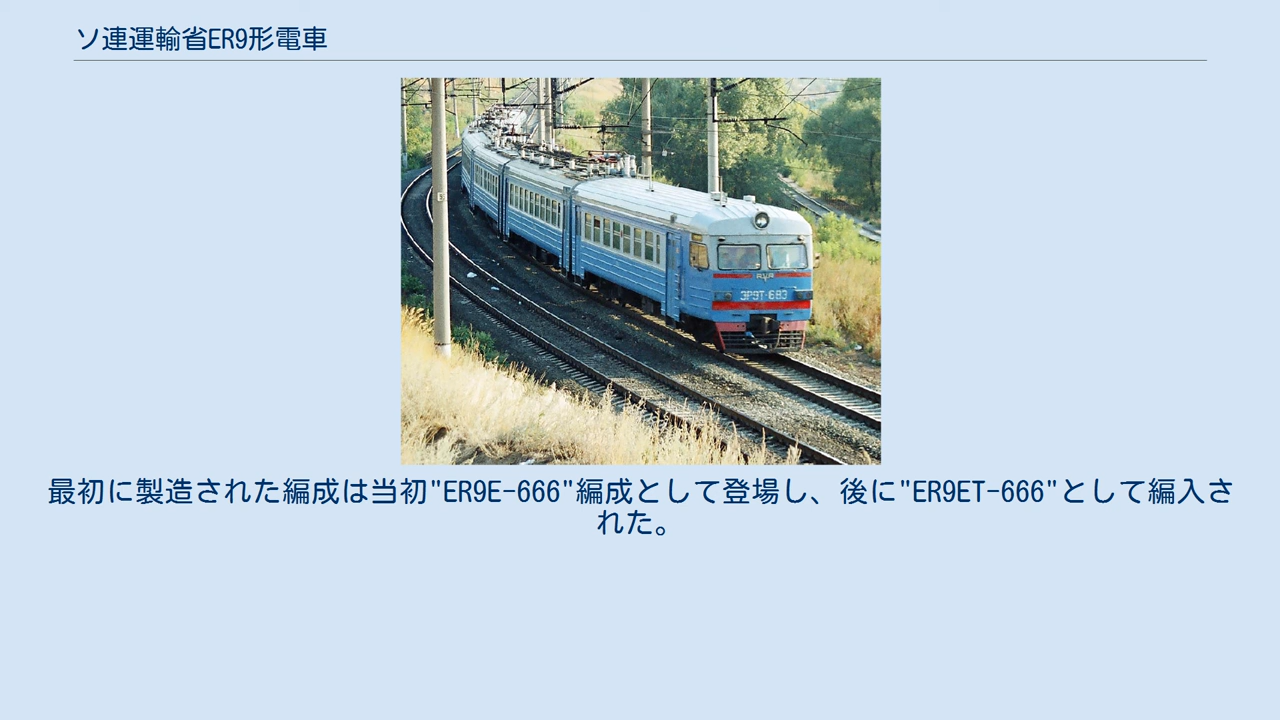 ソ連運輸省ER9形電車
РVR
ЭР9Т-683
最初に製造された編成は当初"ER9E-666"編成として登場し、後に"ER9ET-666"として編入さ
れた。